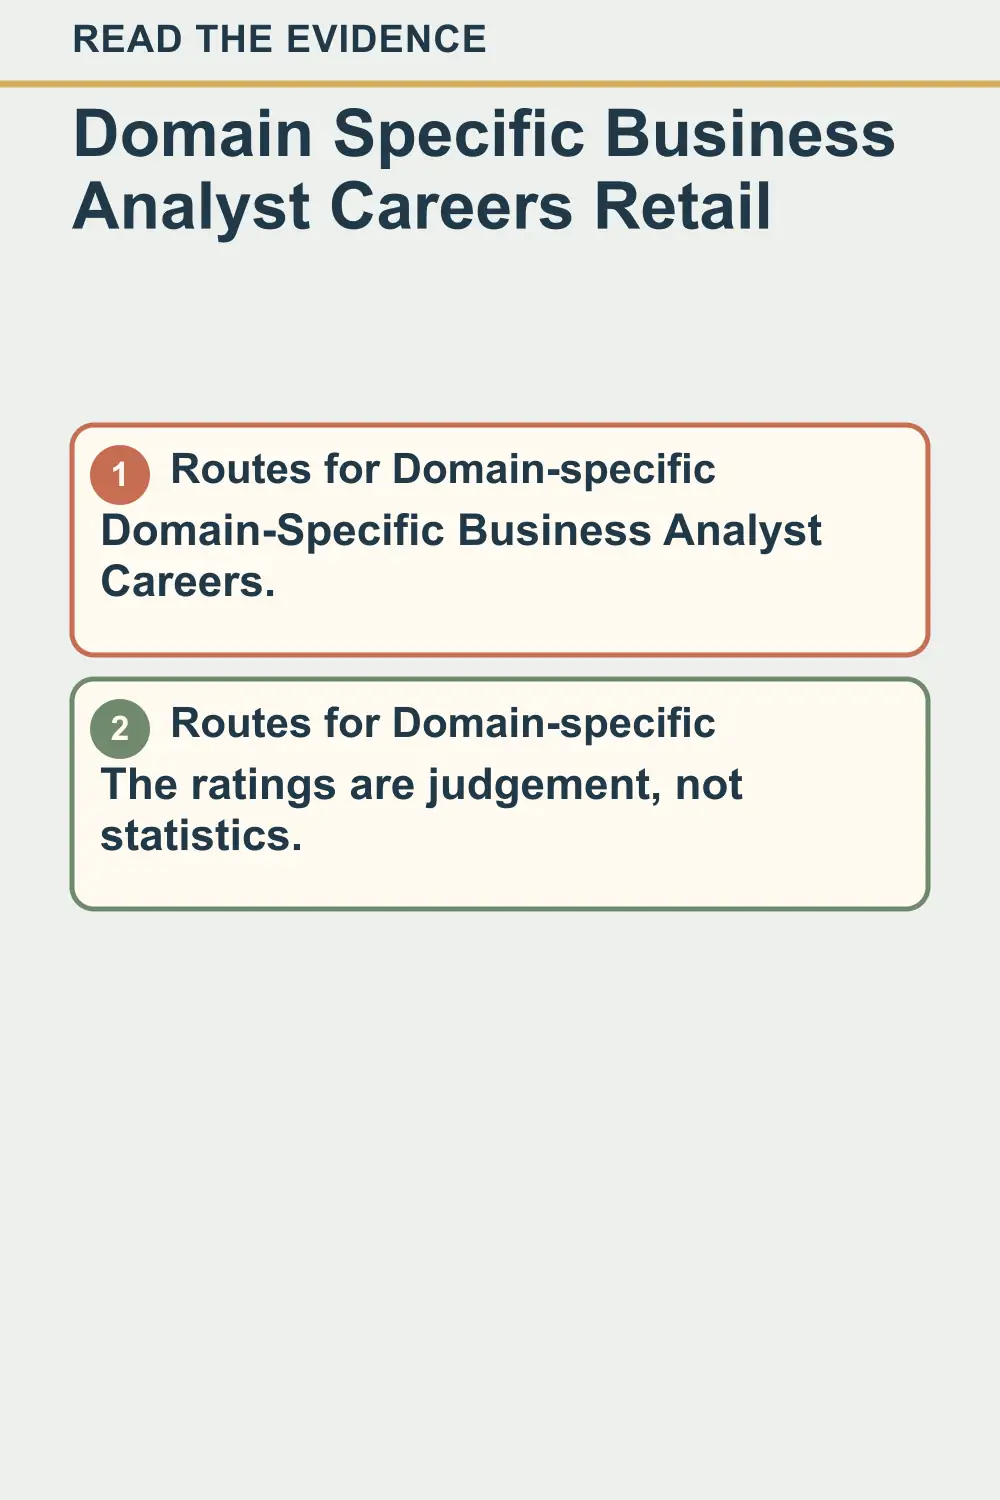 READ THE EVIDENCE
Domain Specific Business
Analyst Careers Retail
1 Routes for Domain-specific
Domain-Specific Business Analyst
Careers.
2 Routes for Domain-specific
The ratings are judgement, not
statistics.